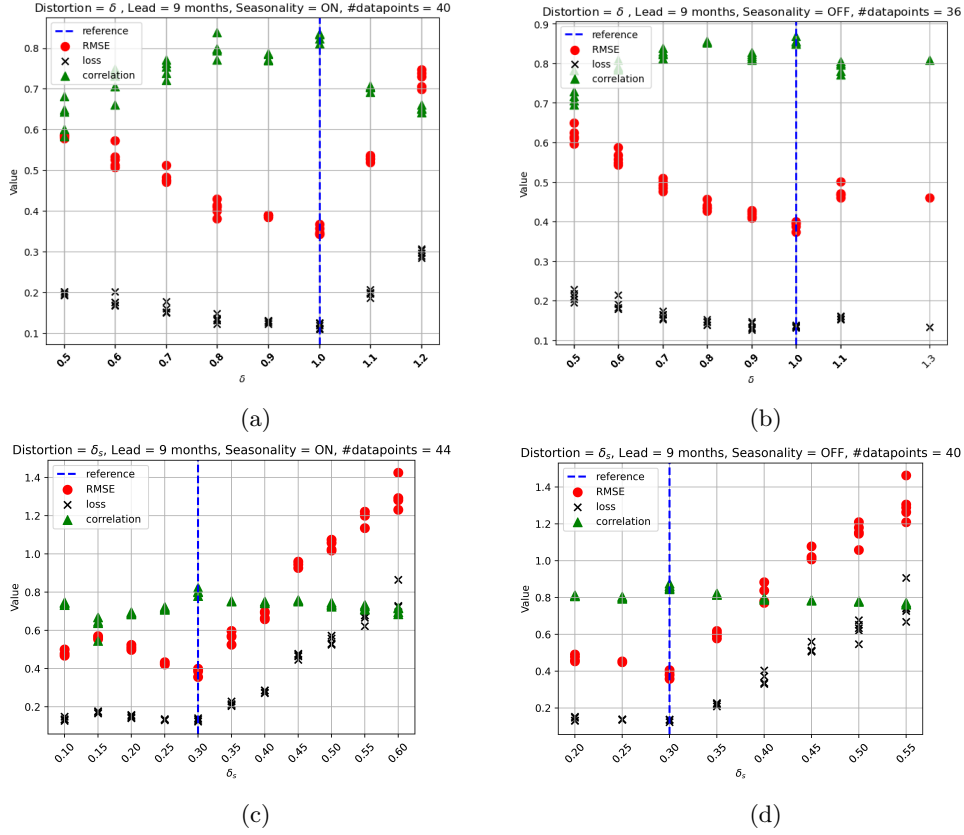 Distortion = δ , Lead = 9 months, Seasonality = ON, #datapoints = 40
reference
RMSE
loss
correlation
Value
0.8
0.7
0.6
0.5
0.4
0.3
0.2
0.1
0.5 0.6 0.7 0.8 0.9 1.0 1.1 1.2
δ
(a)
Distortion = δ , Lead = 9 months, Seasonality = OFF, #datapoints = 36
reference
RMSE
loss
correlation
Value
0.9
0.8
0.7
0.6
0.5
0.4
0.3
0.2
0.1
0.5 0.6 0.7 0.8 0.9 1.0 1.1 1.3
δ
(b)
Distortion = δs, Lead = 9 months, Seasonality = ON, #datapoints = 44
reference
RMSE
loss
correlation
Value
1.4
1.2
1.0
0.8
0.6
0.4
0.2
0.10 0.15 0.20 0.25 0.30 0.35 0.40 0.45 0.50 0.55 0.60
δs
(c)
Distortion = δs, Lead = 9 months, Seasonality = OFF, #datapoints = 40
reference
RMSE
loss
correlation
Value
1.4
1.2
1.0
0.8
0.6
0.4
0.2
0.20 0.25 0.30 0.35 0.40 0.45 0.50 0.55
δs
(d)